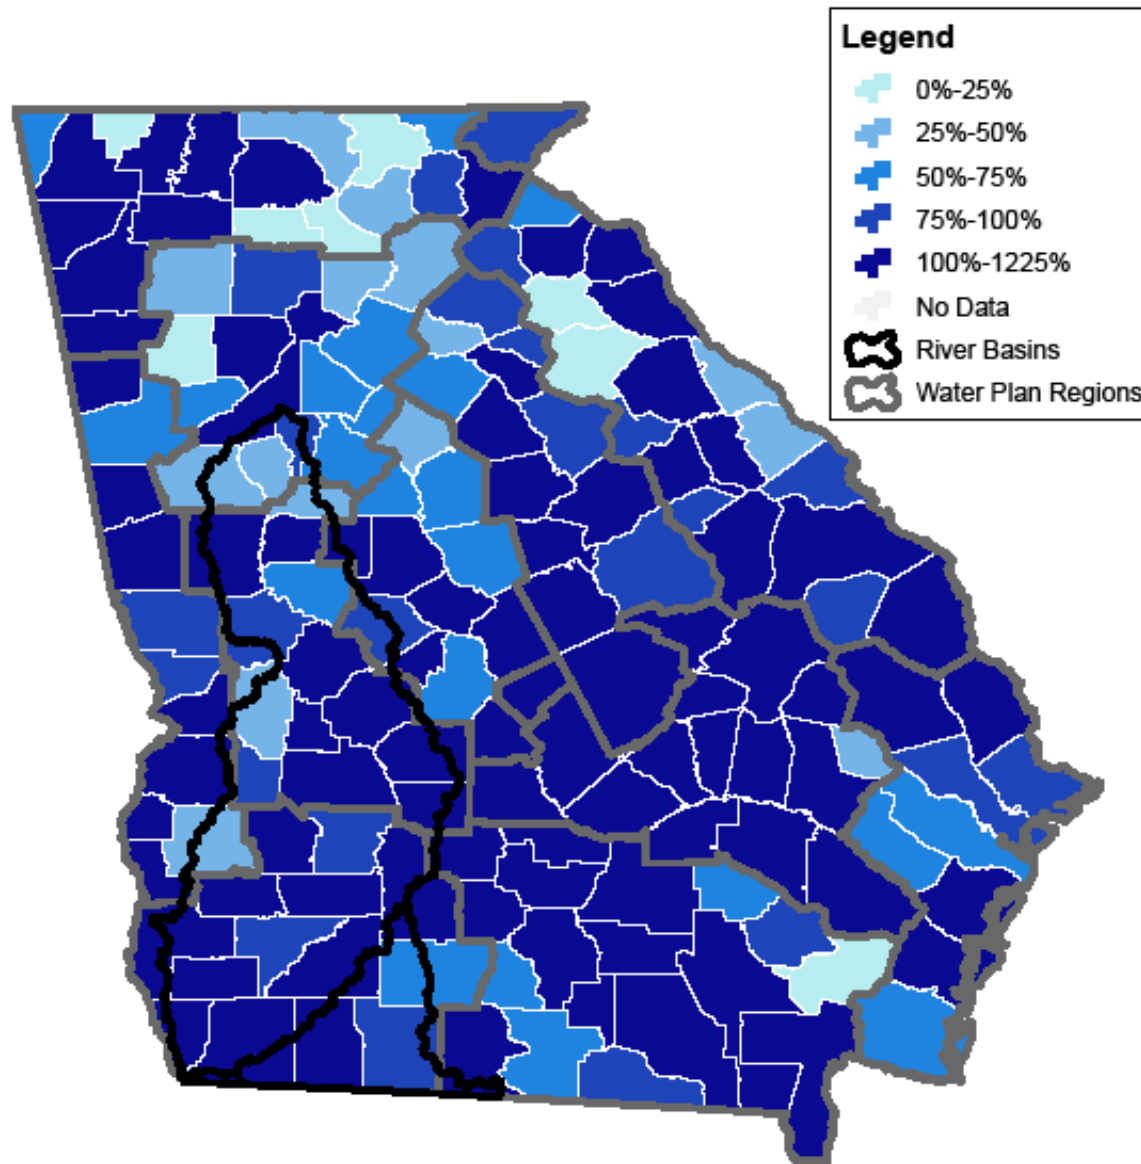 Legend
0%-25%
25%-50%
50%-75%
75%-100%
100%-1225%
No Data
River Basins
Water Plan Regions